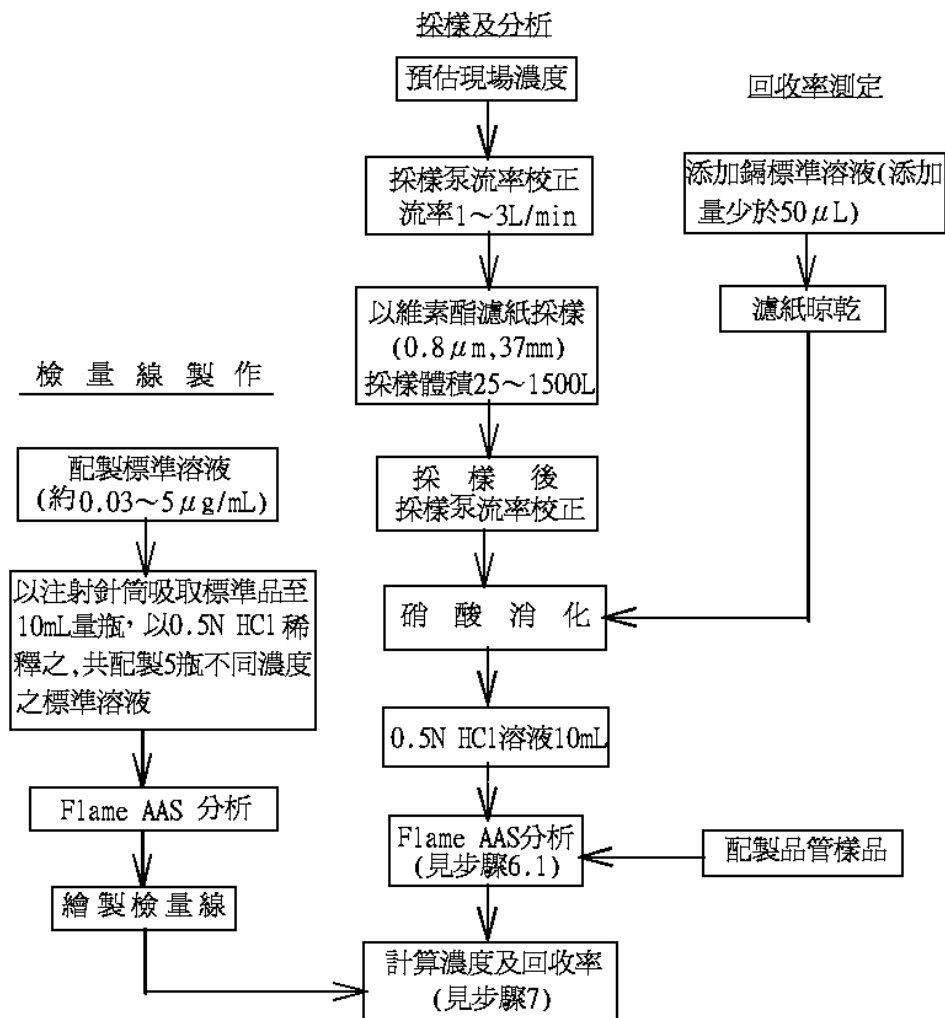 採樣及分析
預估現場濃度
採樣泵流率校正
流率1～3L/min
以維素酯濾紙採樣
(0.8μm,37mm)
採樣體積25～1500L
採樣後
採樣泵流率校正
硝酸消化
0.5N HCl溶液10mL
Flame AAS分析
(見步驟6.1)
計算濃度及回收率
(見步驟7)
回收率測定
添加鎘標準溶液(添加
量少於50μL)
濾紙晾乾
配製品管樣品
檢量線製作
配製標準溶液
(約0.03～5μg/mL)
以注射針筒吸取標準品至
10mL量瓶，以0.5N HCl稀
釋之,共配製5瓶不同濃度
之標準溶液
Flame AAS 分析
繪製檢量線